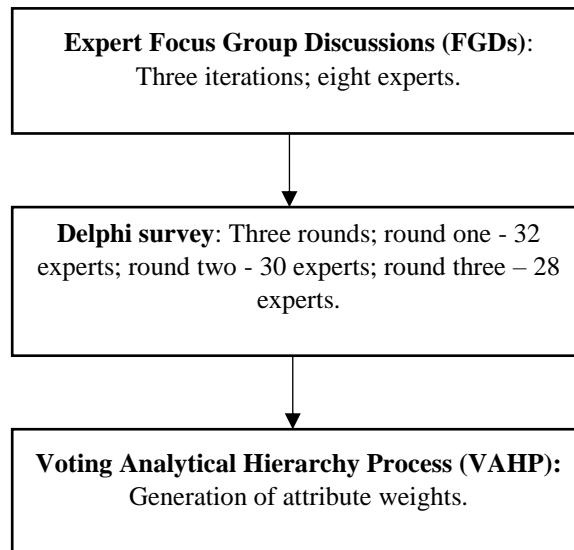 Expert Focus Group Discussions (FGDs):
Three iterations; eight experts.
Delphi survey: Three rounds; round one - 32
experts; round two - 30 experts; round three – 28
experts.
Voting Analytical Hierarchy Process (VAHP):
Generation of attribute weights.